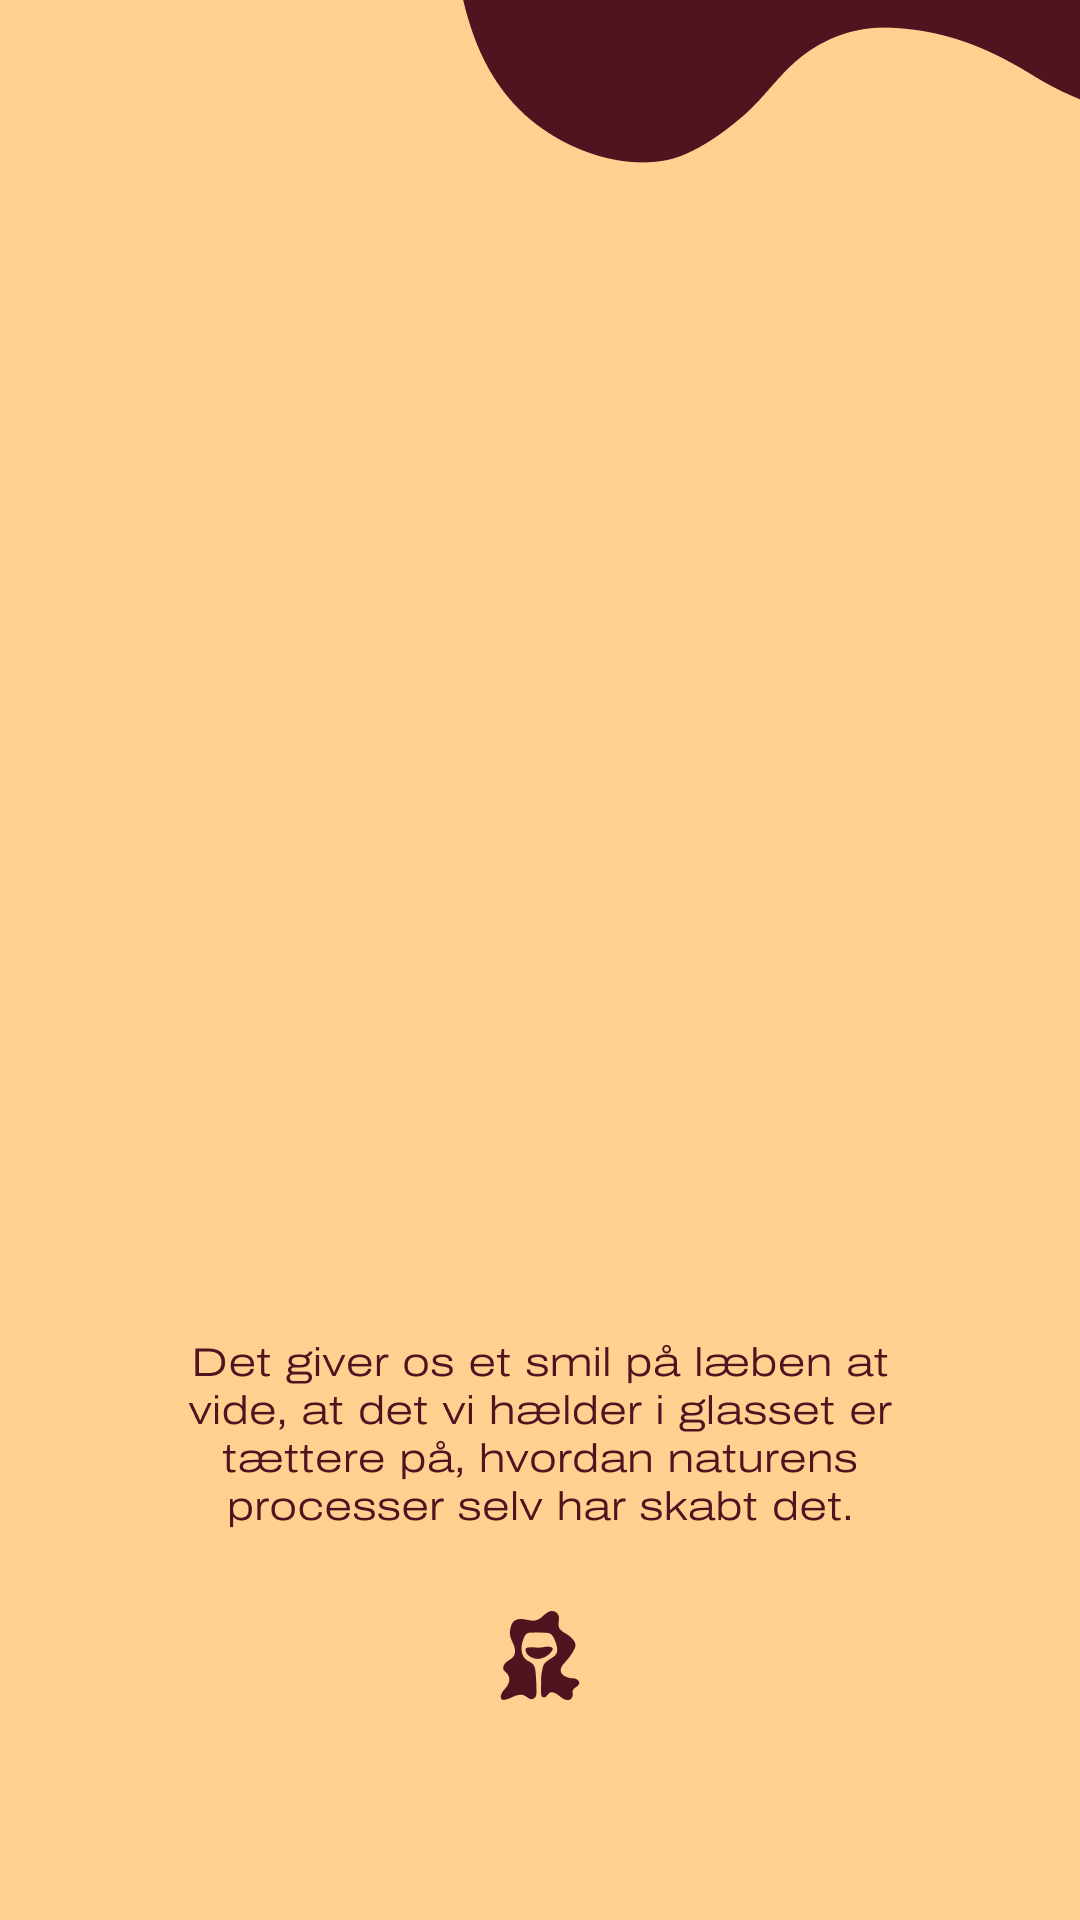 Det giver os et smil på læben at
vide, at det vi hælder i glasset er
tættere på, hvordan naturens
processer selv har skabt det.